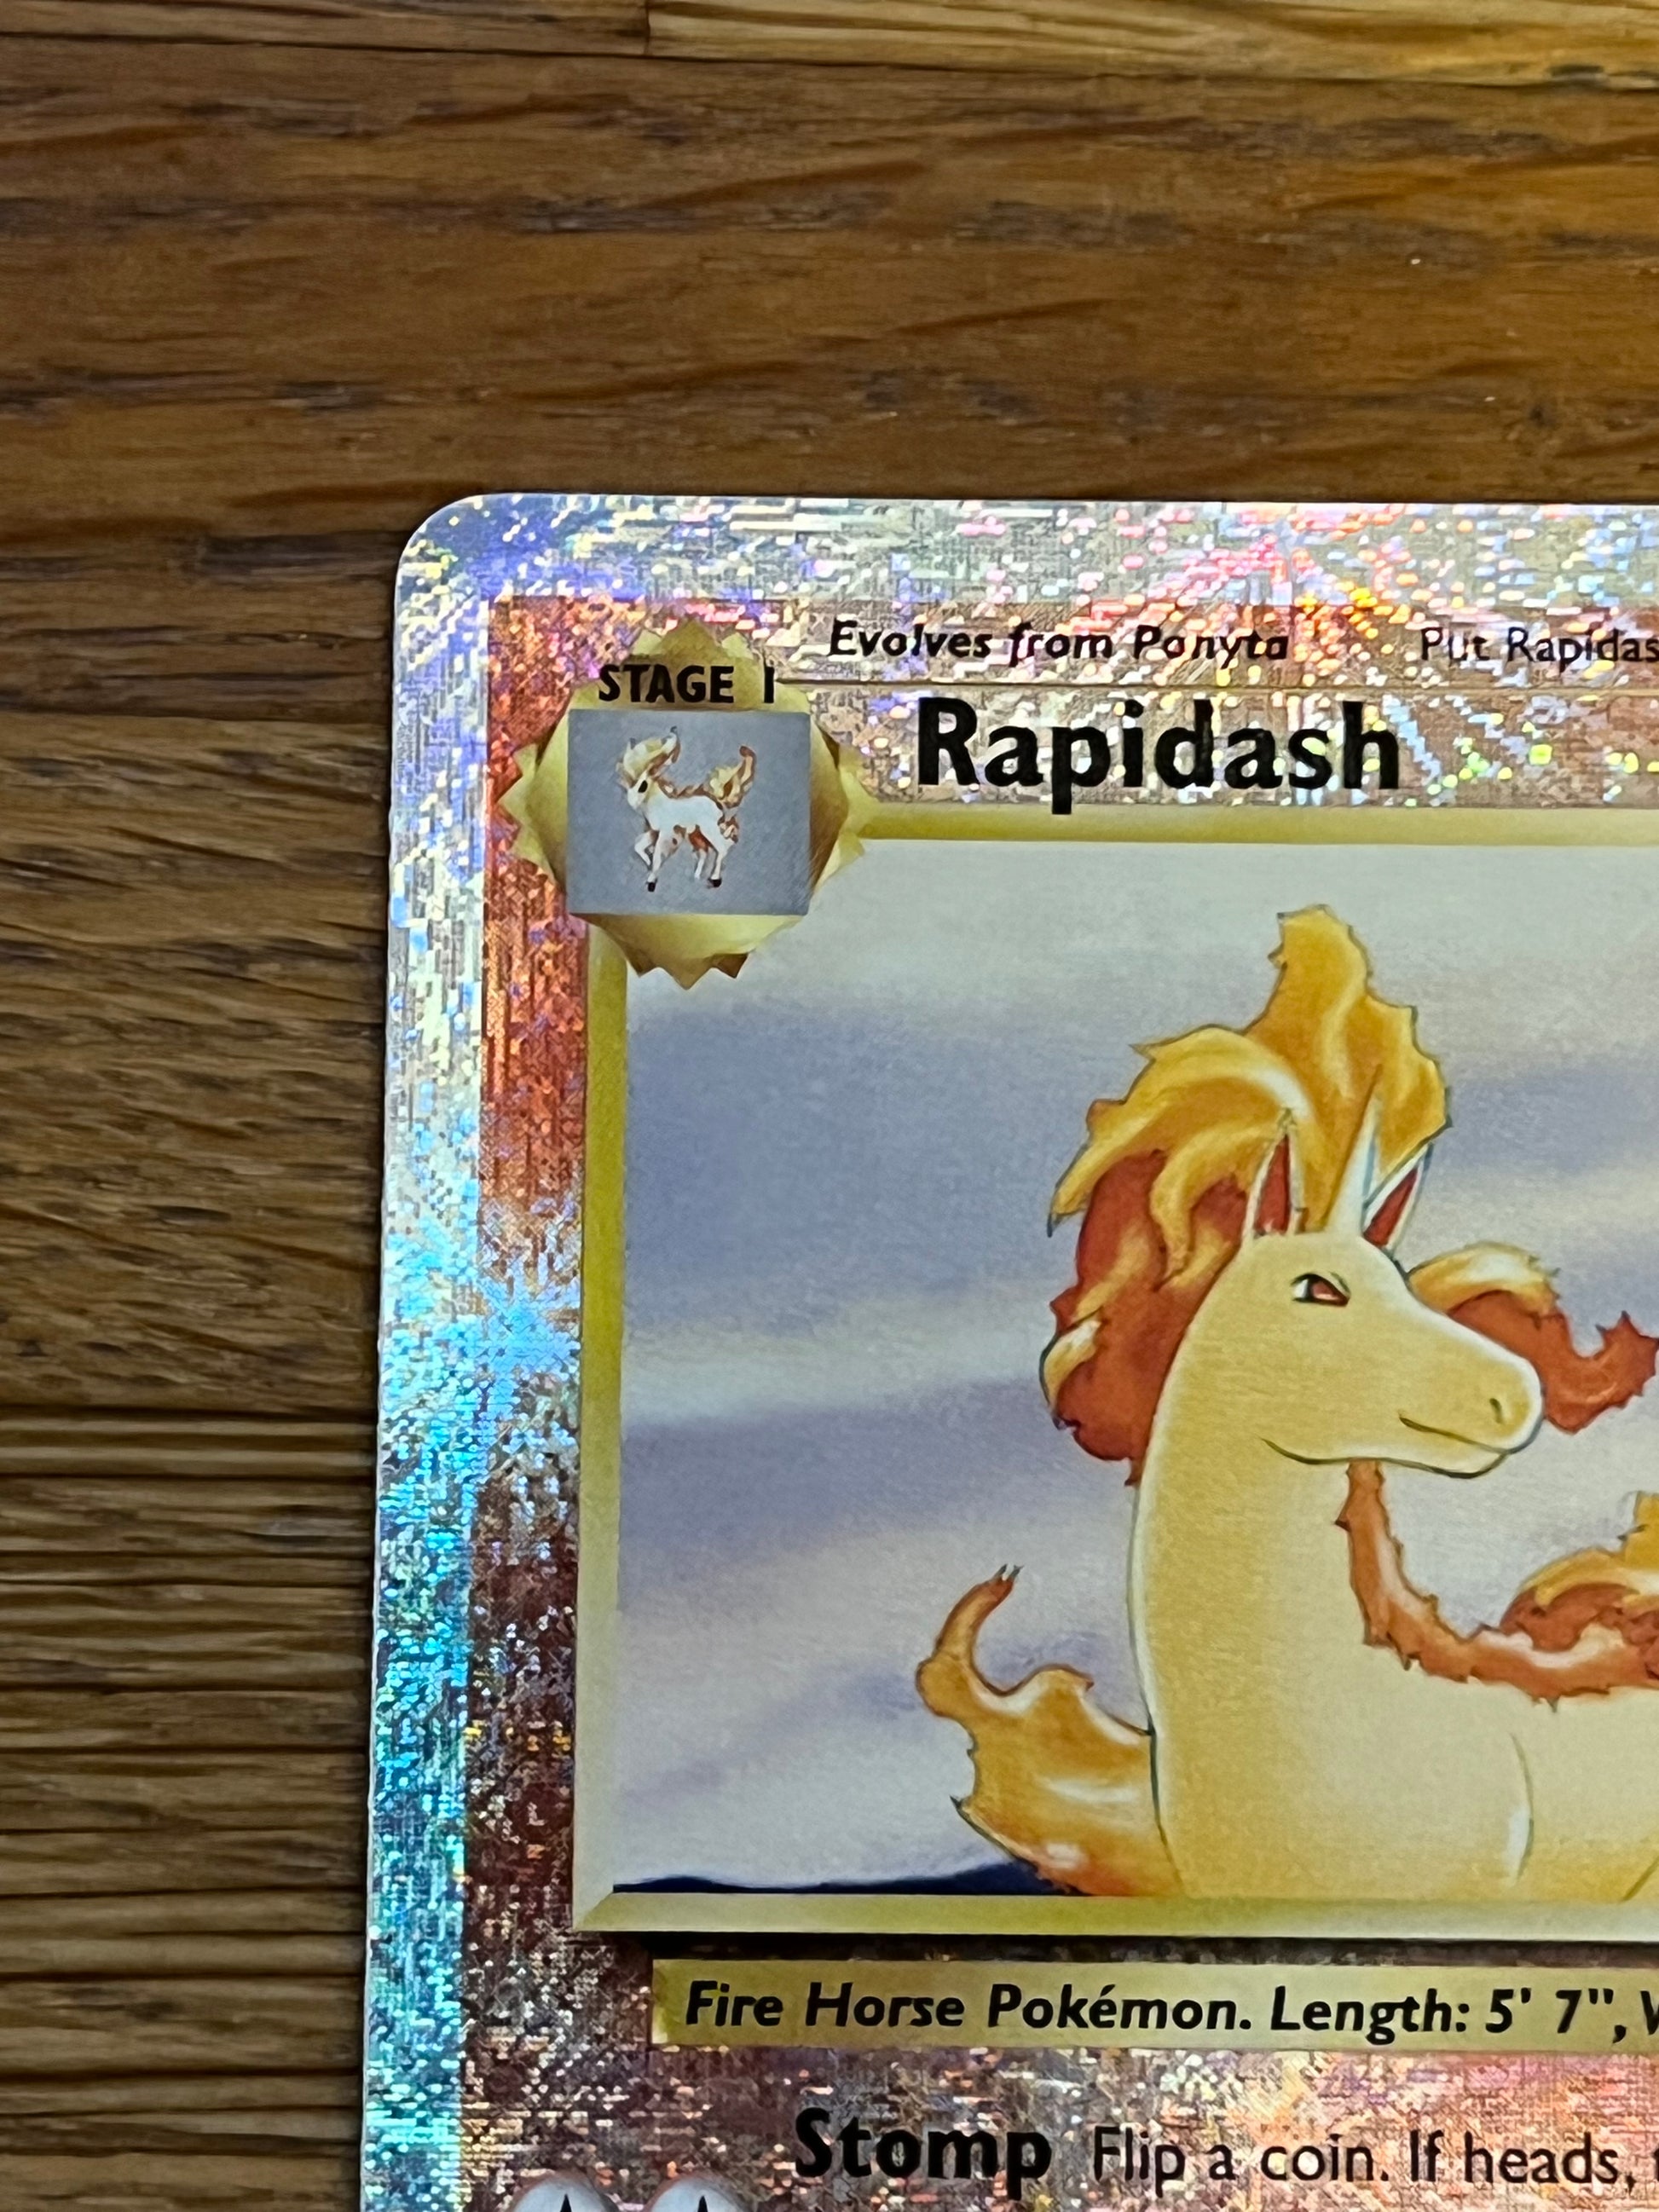 Evolves from Ponyta Put Rapidas
STAGE 1
Rapidash
Fire Horse Pokémon. Length: 5' 7",
Stomp Flip a coin. If heads,